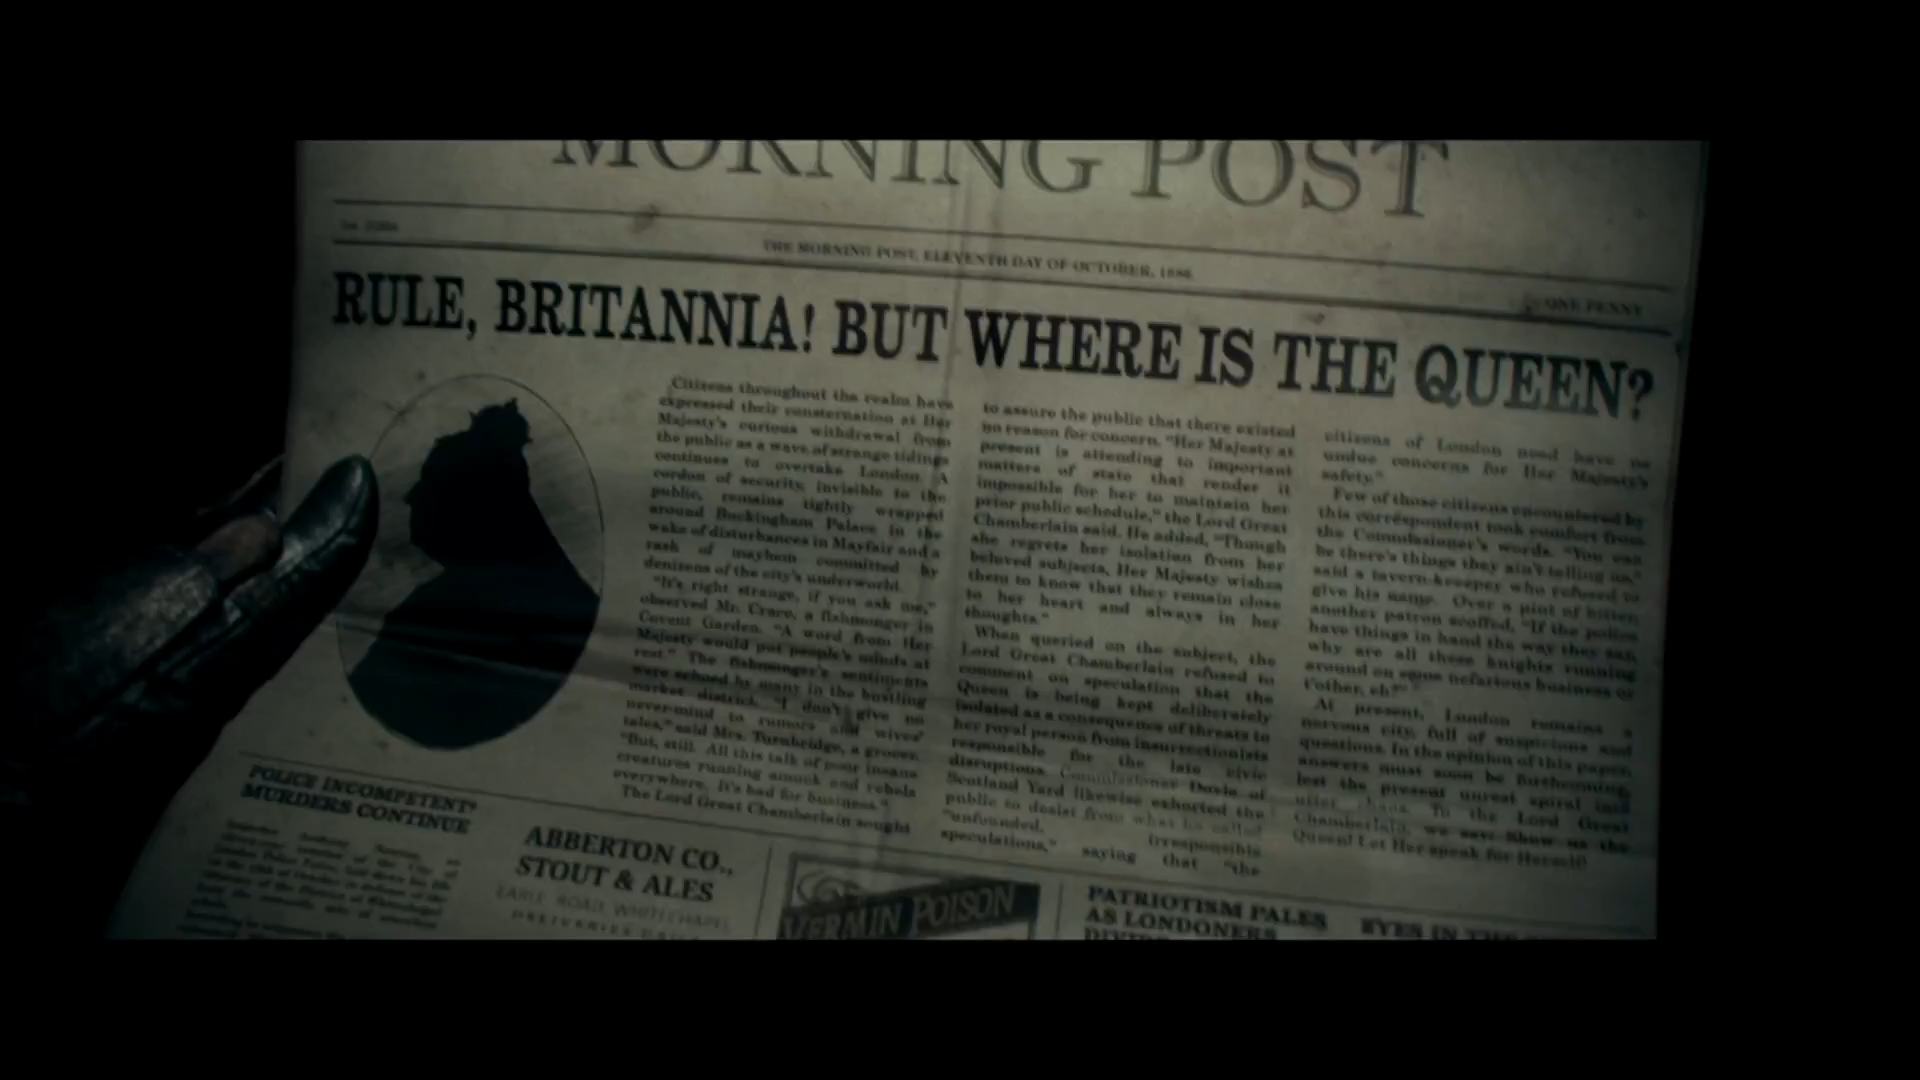 MORNING POST
THE MORNING POST, ELEVENTH DAY OF OCTOBER, 1886
ONE PENNY
RULE, BRITANNIA! BUT WHERE IS THE QUEEN?
Citizens throughout the realm have
expressed their consternation at Her
Majesty's curious withdrawal from
the public as a wave of strange tidings
continues to overtake London. A
cordon of security, invisible to the
public, remains tightly wrapped
around Buckingham Palace in the
wake of disturbances in Mayfair and a
rash of mayhem committed by
denizens of the city's underworld.
"It's right strange, if you ask me,"
observed Mr. Crare, a fishmonger in
Covent Garden. "A word from Her
Majesty would put people's minds at
rest." The fishmonger's sentiments
were echoed by many in the bustling
market district. "I don't give no
never-mind to rumors and wives'
tales," said Mrs. Turnbridge, a grocer.
"But, still. All this talk of poor insane
creatures running amuck and rebels
everywhere. It's bad for business."
The Lord Great Chamberlain sought
to assure the public that there existed
no reason for concern. "Her Majesty at
present is attending to important
matters of state that render it
impossible for her to maintain her
prior public schedule," the Lord Great
Chamberlain said. He added, "Though
she regrets her isolation from her
beloved subjects, Her Majesty wishes
them to know that they remain close
to her heart and always in her
thoughts."
When queried on the subject, the
Lord Great Chamberlain refused to
comment on speculation that the
Queen is being kept deliberately
isolated as a consequence of threats to
her royal person from insurrectionists
responsible for the late civic
disruptions. Commissioner Doyle of
Scotland Yard likewise exhorted the
public to desist from what he called
"unfounded, irresponsible
speculations," saying that "the
citizens of London need have no
undue concerns for Her Majesty's
safety."
Few of those citizens encountered by
this correspondent took comfort from
the Commissioner's words. "You can
be there's things they ain't telling us,"
said a tavern-keeper who refused to
give his name. Over a pint of bitter,
another patron scoffed, "If the police
have things in hand the way they say,
why are all these knights running
around on some nefarious business or
t'other, eh?"
At present, London remains a
nervous city, full of suspicions and
questions. In the opinion of this paper,
answers must soon be forthcoming,
lest the present unrest spiral into
utter chaos. To the Lord Great
Chamberlain, we say: Show us the
Queen! Let Her speak for Herself!
POLICE INCOMPETENT?
MURDERS CONTINUE
ABBERTON CO.,
STOUT & ALES
EARLE ROAD, WHITECHAPEL
VERMIN POISON
PATRIOTISM PALES
AS LONDONERS
EYES IN